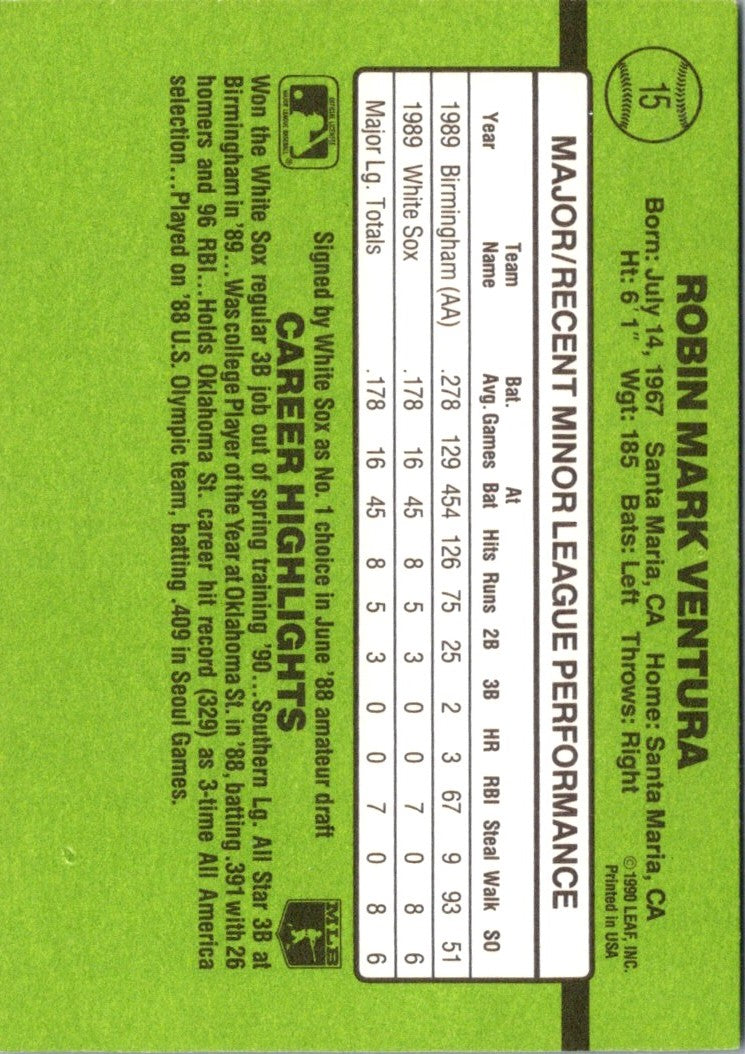 15
ROBIN MARK VENTURA
Born: July 14, 1967 Santa Maria, CA Home: Santa Maria, CA
Ht: 6'1" Wgt: 185 Bats: Left Throws: Right
©1990 LEAF, INC.
Printed in USA
MAJOR/RECENT MINOR LEAGUE PERFORMANCE
Year Team Name Bat. Avg. Games At Bat Hits Runs 2B 3B HR RBI Steal Walk SO
1989 Birmingham (AA) .278 129 454 126 75 25 2 3 67 9 93 51
1989 White Sox .178 16 45 8 5 3 0 0 7 0 8 6
Major Lg. Totals .178 16 45 8 5 3 0 0 7 0 8 6
OFFICIAL LICENSEE
MAJOR LEAGUE BASEBALL
Signed by White Sox as No. 1 choice in June '88 amateur draft
MLB
CAREER HIGHLIGHTS
Won the White Sox regular 3B job out of spring training '90...Southern Lg. All Star 3B at
Birmingham in '89...Was college Player of the Year at Oklahoma St. in '88, batting .391 with 26
homers and 96 RBI...Holds Oklahoma St. career hit record (329) as 3-time All America
selection...Played on '88 U.S. Olympic team, batting .409 in Seoul Games.